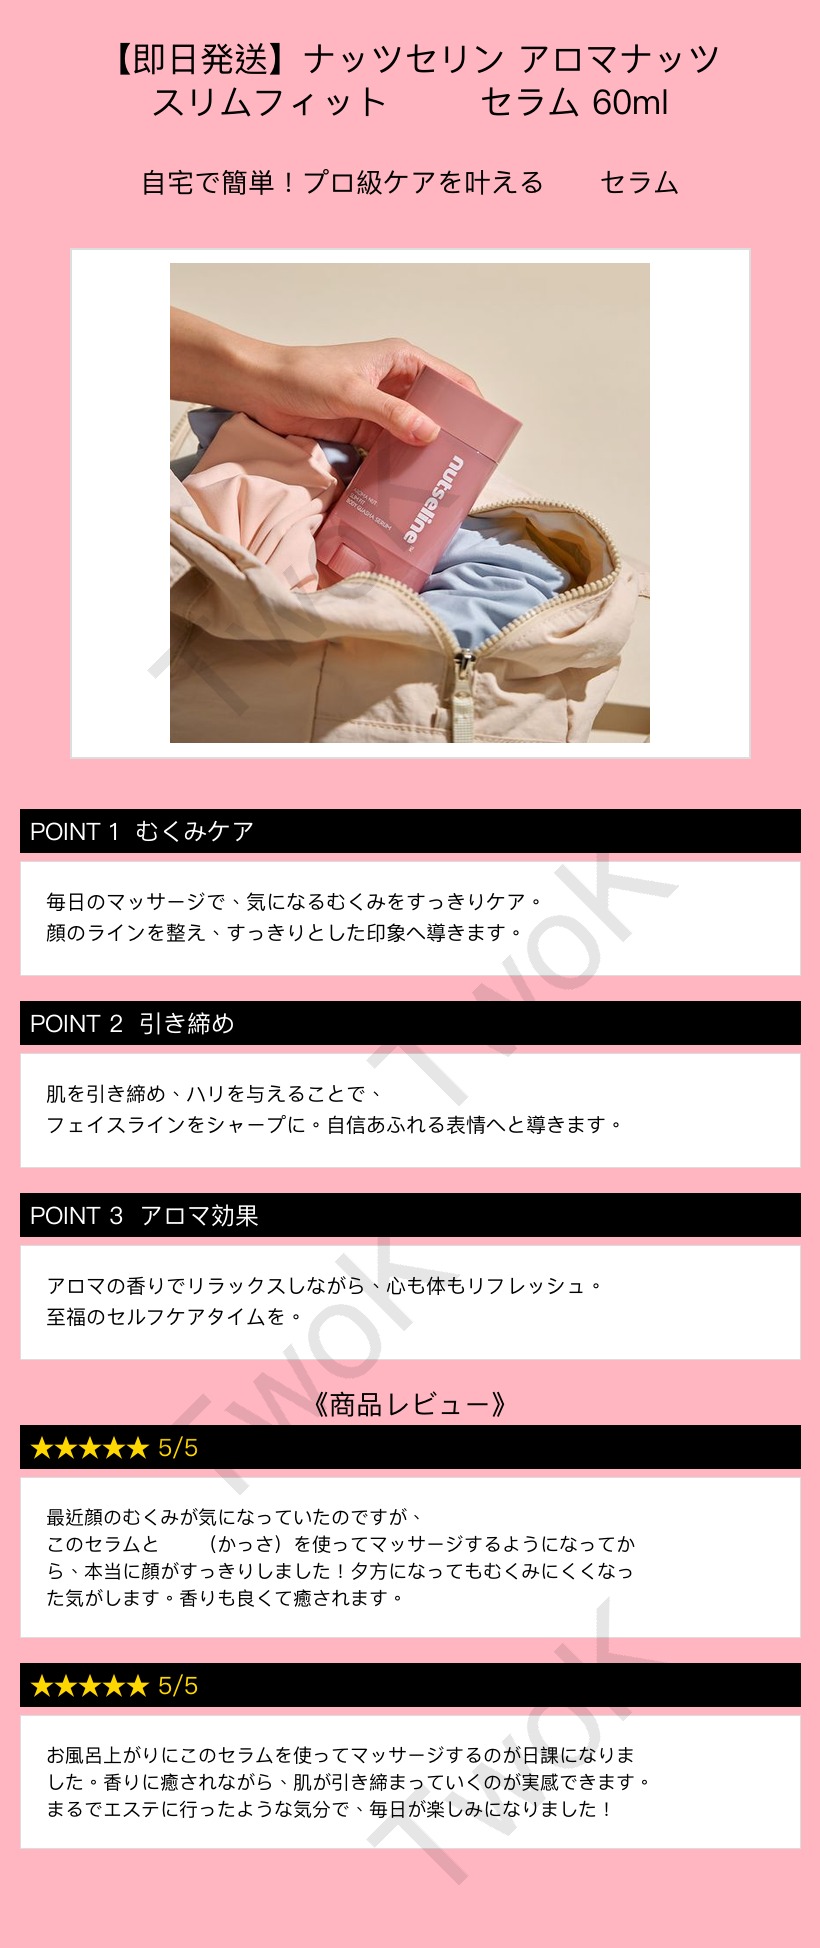 【即日発送】ナッツセリン アロマナッツ
スリムフィット　　　セラム 60ml
自宅で簡単！プロ級ケアを叶える　　セラム
nutseline™
AROMA NUT
SLIM FIT
BODY GUASHA SERUM
TwoK
POINT 1 むくみケア
毎日のマッサージで、気になるむくみをすっきりケア。
顔のラインを整え、すっきりとした印象へ導きます。
TwoK
POINT 2 引き締め
肌を引き締め、ハリを与えることで、
フェイスラインをシャープに。自信あふれる表情へと導きます。
POINT 3 アロマ効果
アロマの香りでリラックスしながら、心も体もリフレッシュ。
至福のセルフケアタイムを。
TwoK
《商品レビュー》
★★★★★ 5/5
最近顔のむくみが気になっていたのですが、
このセラムと　　（かっさ）を使ってマッサージするようになってか
ら、本当に顔がすっきりしました！夕方になってもむくみにくくなっ
た気がします。香りも良くて癒されます。
★★★★★ 5/5
お風呂上がりにこのセラムを使ってマッサージするのが日課になりま
した。香りに癒されながら、肌が引き締まっていくのが実感できます。
まるでエステに行ったような気分で、毎日が楽しみになりました！
TwoK